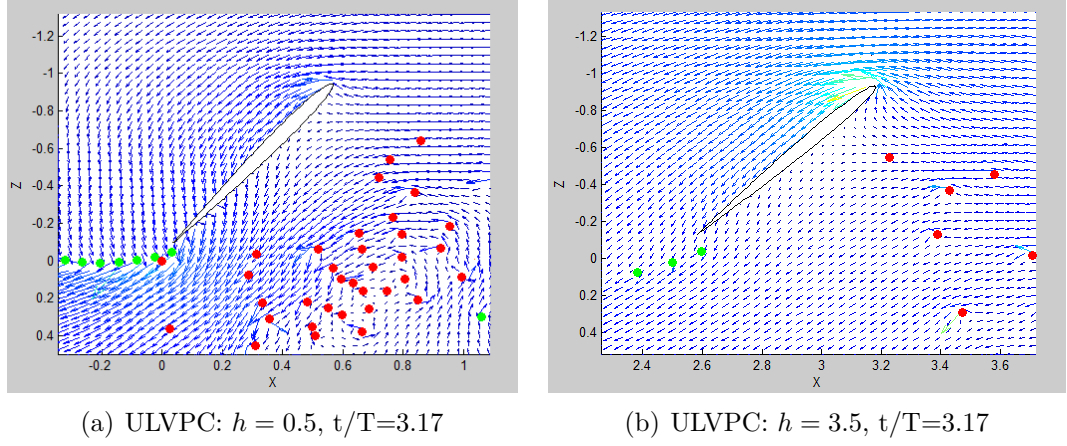 -1.2
-1
-0.8
-0.6
-0.4
-0.2
0
0.2
0.4
Z
-0.2 0 0.2 0.4 0.6 0.8 1
X
-1.2
-1
-0.8
-0.6
-0.4
-0.2
0
0.2
0.4
Z
2.4 2.6 2.8 3 3.2 3.4 3.6
X
(a) ULVPC: h = 0.5, t/T=3.17
(b) ULVPC: h = 3.5, t/T=3.17